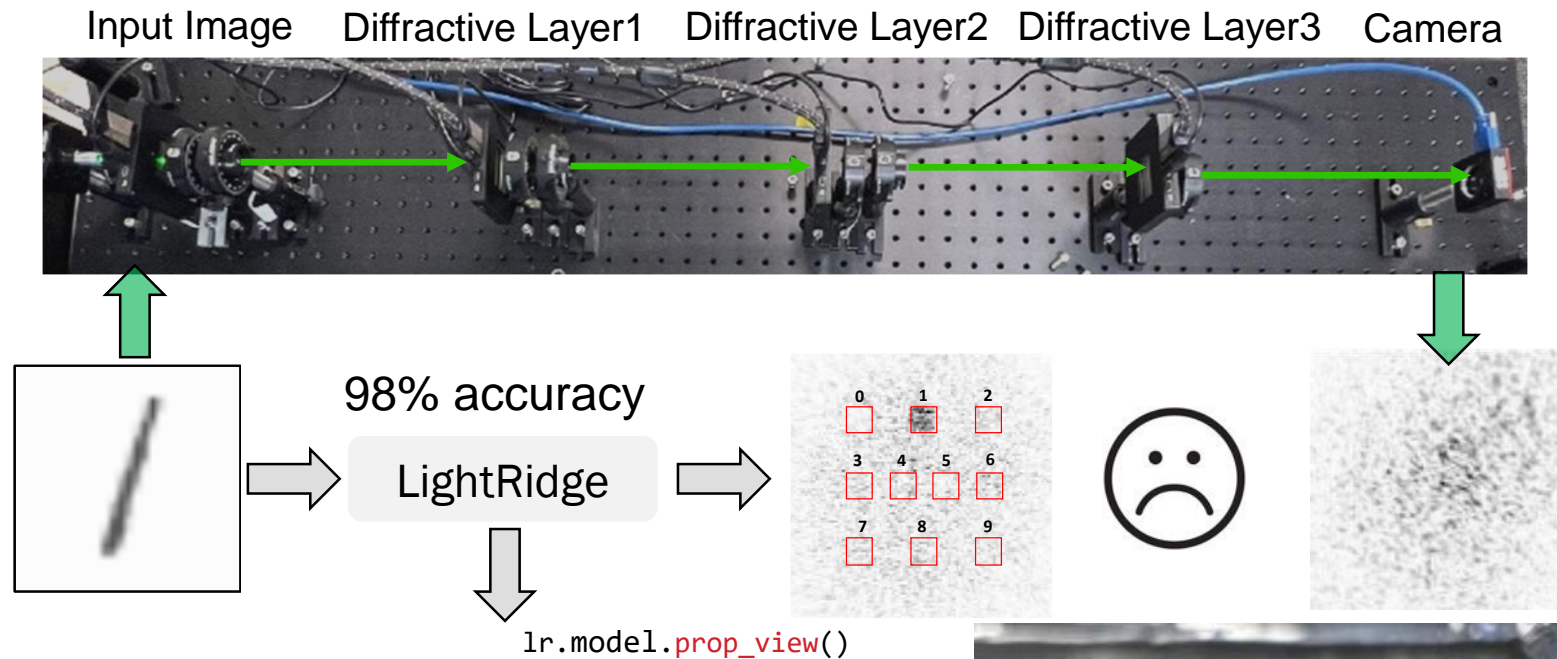 Input Image Diffractive Layer1 Diffractive Layer2 Diffractive Layer3 Camera
98% accuracy
LightRidge
0 1 2
3 4 5 6
7 8 9
lr.model.prop_view()